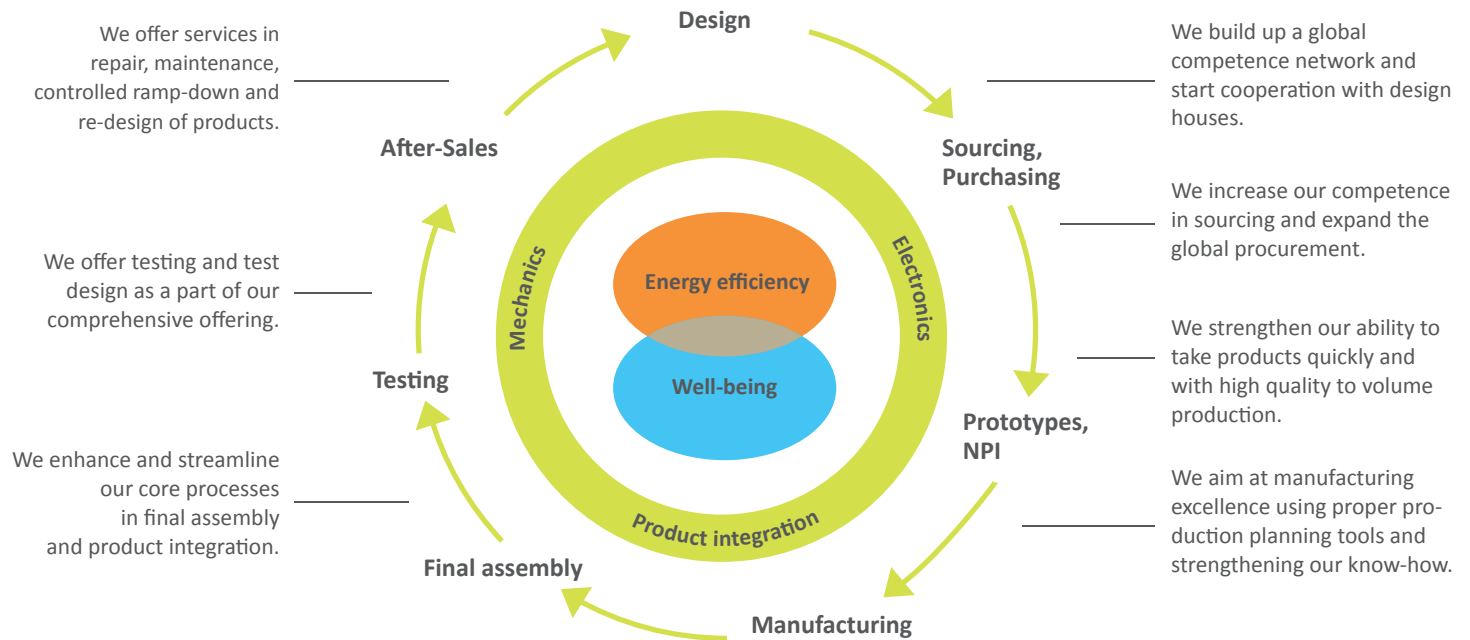 Design
We offer services in
repair, maintenance,
controlled ramp-down and
re-design of products.
We build up a global
competence network and
start cooperation with design
houses.
After-Sales
Sourcing,
Purchasing
We increase our competence
in sourcing and expand the
global procurement.
We offer testing and test
design as a part of our
comprehensive offering.
Mechanics
Energy efficiency
Electronics
Well-being
Product integration
We strengthen our ability to
take products quickly and
with high quality to volume
production.
Testing
Prototypes,
NPI
We enhance and streamline
our core processes
in final assembly
and product integration.
We aim at manufacturing
excellence using proper pro-
duction planning tools and
strengthening our know-how.
Final assembly
Manufacturing